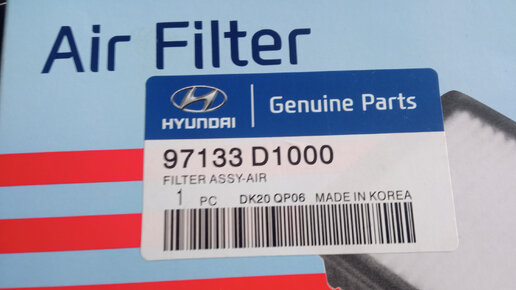 Air Filter
HYUNDAI
Genuine Parts
97133 D1000
FILTER ASSY-AIR
1 PC DK20 QP06 MADE IN KOREA